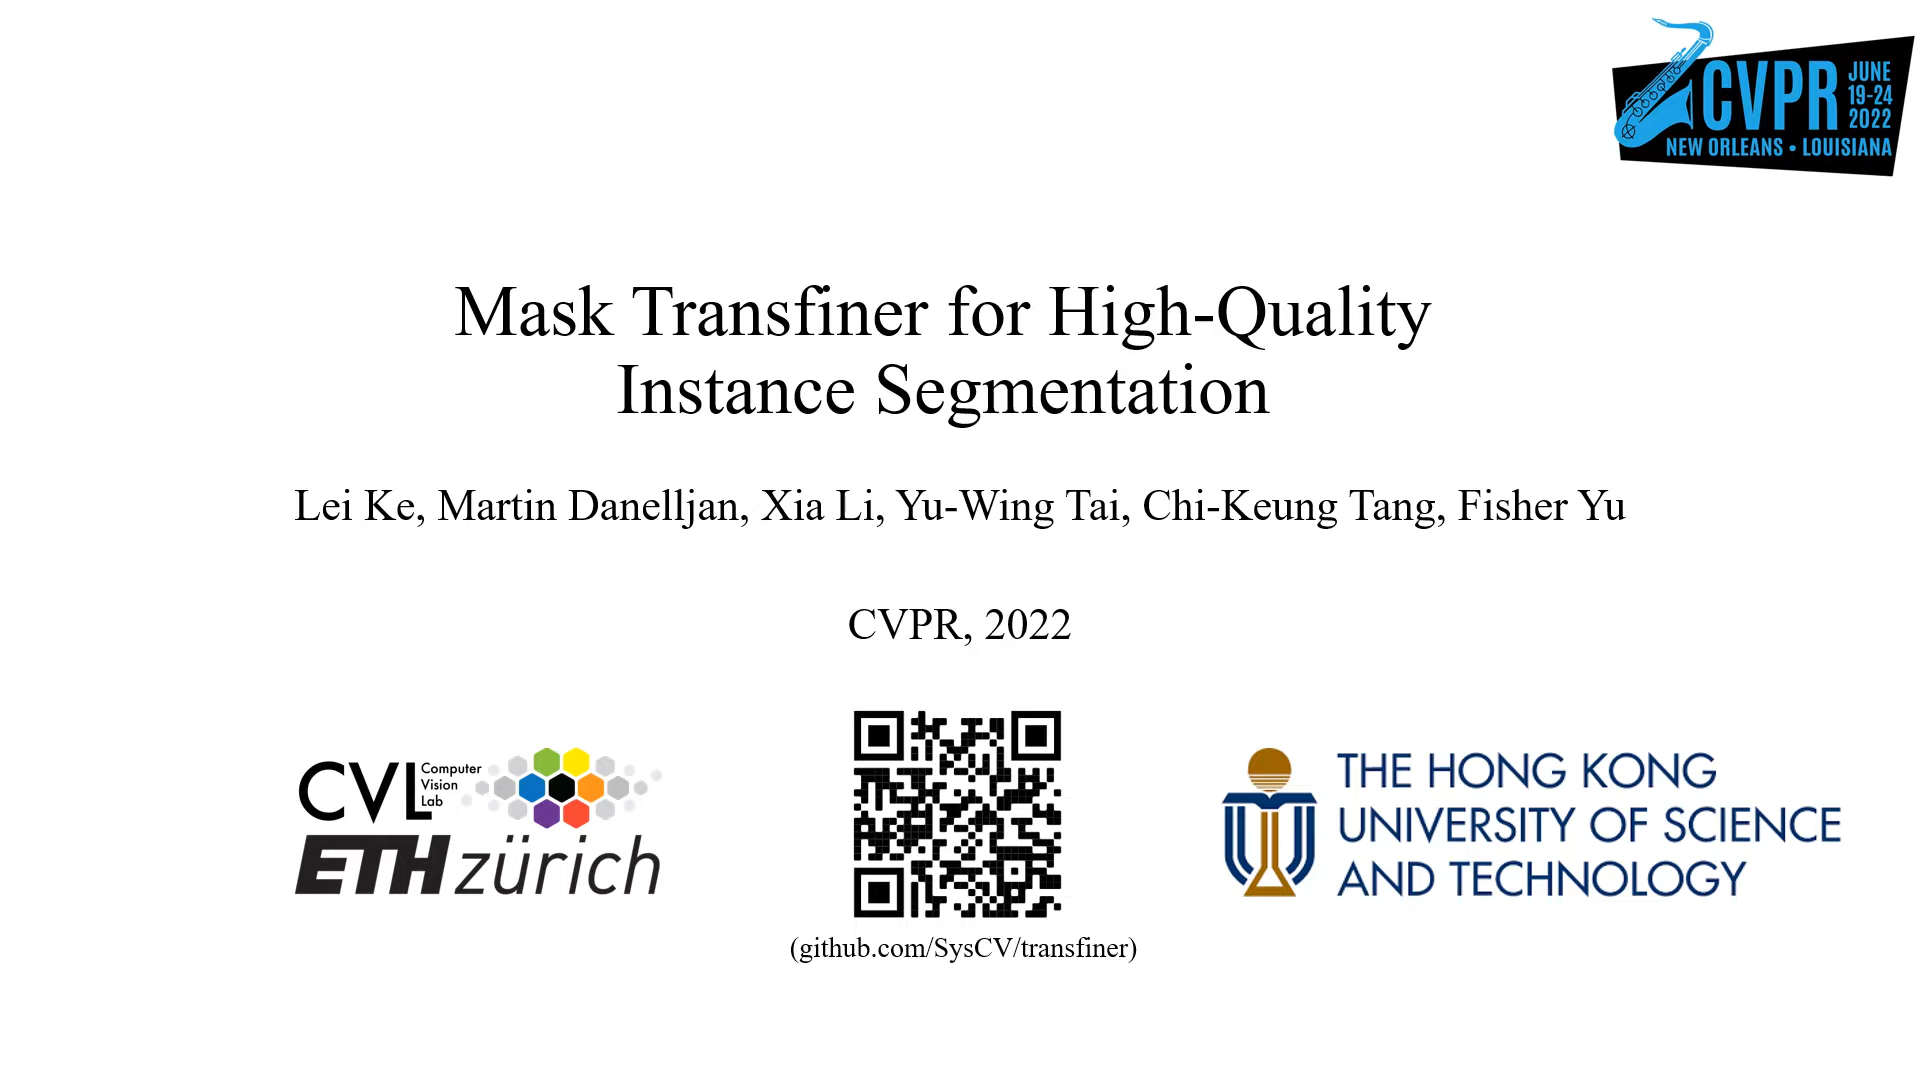 CVPR
JUNE
19-24
2022
NEW ORLEANS • LOUISIANA
Mask Transfiner for High-Quality
Instance Segmentation
Lei Ke, Martin Danelljan, Xia Li, Yu-Wing Tai, Chi-Keung Tang, Fisher Yu
CVPR, 2022
CVL
Computer
Vision
Lab
ETH zürich
THE HONG KONG
UNIVERSITY OF SCIENCE
AND TECHNOLOGY
(github.com/SysCV/transfiner)